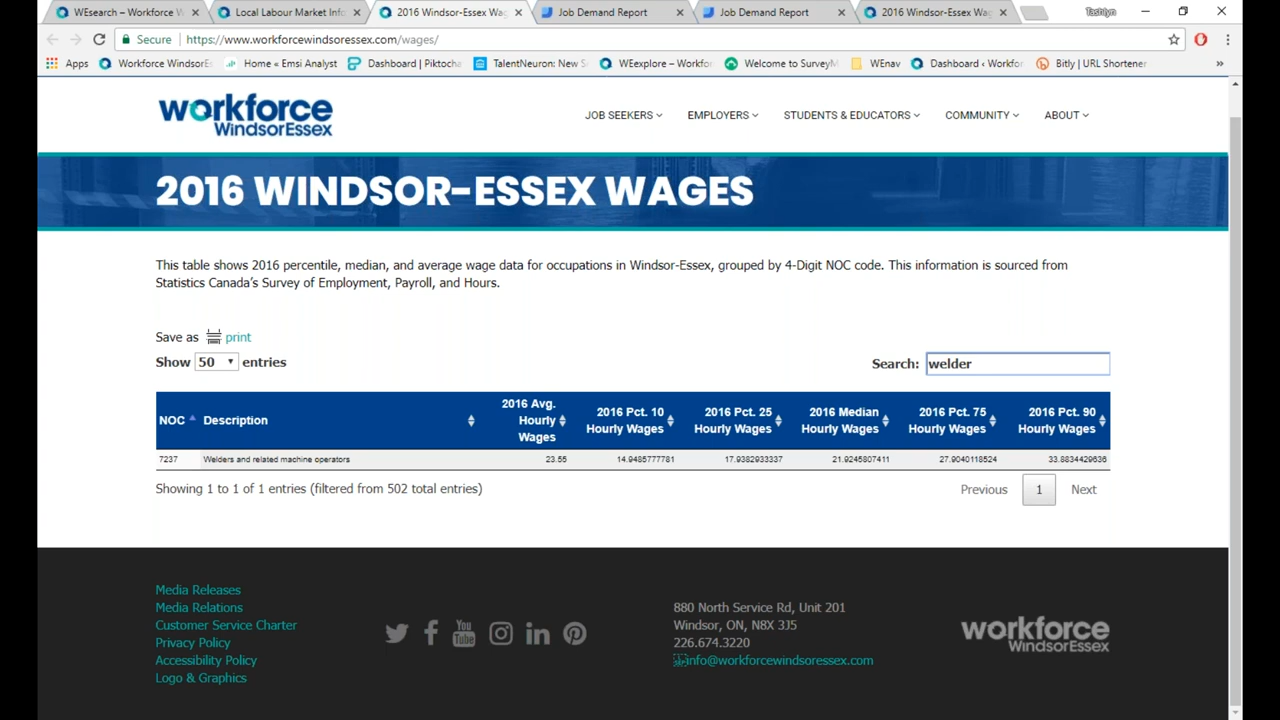 WEsearch – Workforce W
Local Labour Market Info
2016 Windsor-Essex Wag
Job Demand Report
Job Demand Report
2016 Windsor-Essex Wag
Tashlyn
Secure
https://www.workforcewindsoressex.com/wages/
Apps
Workforce WindsorEs
Home « Emsi Analyst
Dashboard | Piktocha
TalentNeuron: New S
WEexplore – Workfor
Welcome to SurveyM
WEnav
Dashboard ‹ Workfor
Bitly | URL Shortener
»
workforce
WindsorEssex
JOB SEEKERS
EMPLOYERS
STUDENTS & EDUCATORS
COMMUNITY
ABOUT
2016 WINDSOR-ESSEX WAGES
This table shows 2016 percentile, median, and average wage data for occupations in Windsor-Essex, grouped by 4-Digit NOC code. This information is sourced from
Statistics Canada's Survey of Employment, Payroll, and Hours.
Save as print
Show 50 entries
Search: welder
NOC Description 2016 Avg. Hourly Wages 2016 Pct. 10 Hourly Wages 2016 Pct. 25 Hourly Wages 2016 Median Hourly Wages 2016 Pct. 75 Hourly Wages 2016 Pct. 90 Hourly Wages
7237 Welders and related machine operators 23.55 14.9485777781 17.9382933337 21.9245807411 27.9040118524 33.8834429636
Showing 1 to 1 of 1 entries (filtered from 502 total entries)
Previous 1 Next
Media Releases
Media Relations
Customer Service Charter
Privacy Policy
Accessibility Policy
Logo & Graphics
You
Tube
880 North Service Rd, Unit 201
Windsor, ON, N8X 3J5
226.674.3220
info@workforcewindsoressex.com
workforce
WindsorEssex